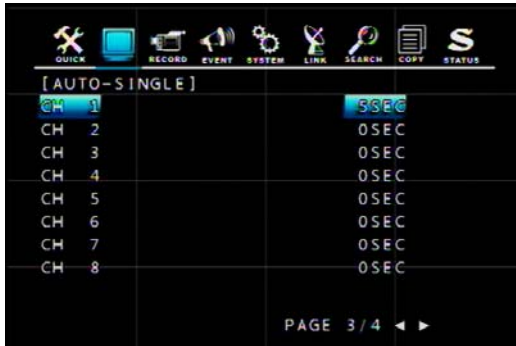 QUICK RECORD EVENT SYSTEM LINK SEARCH COPY STATUS
[AUTO-SINGLE]
CH 1 5SEC
CH 2 0SEC
CH 3 0SEC
CH 4 0SEC
CH 5 0SEC
CH 6 0SEC
CH 7 0SEC
CH 8 0SEC
PAGE 3/4 ◄ ►